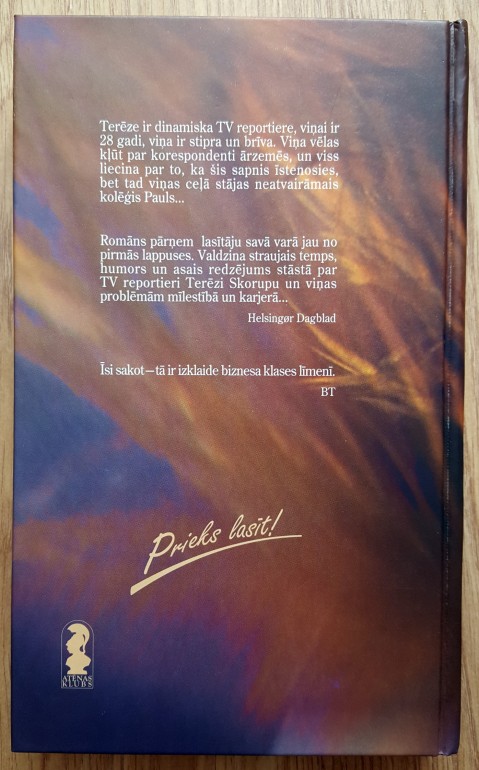 Terēze ir dinamiska TV reportiere, viņai ir
28 gadi, viņa ir stipra un brīva. Viņa vēlas
kļūt par korespondenti ārzemēs, un viss
liecina par to, ka šis sapnis īstenosies,
bet tad viņas ceļā stājas neatvairāmais
kolēģis Pauls...
Romāns pārņem lasītāju savā varā jau no
pirmās lappuses. Valdzina straujais temps,
humors un asais redzējums stāstā par
TV reportieri Terēzi Skorupu un viņas
problēmām mīlestībā un karjerā...
Helsingør Dagblad
Īsi sakot—tā ir izklaide biznesa klases līmenī.
BT
Prieks lasīt!
ATĒNAS
KLUBS